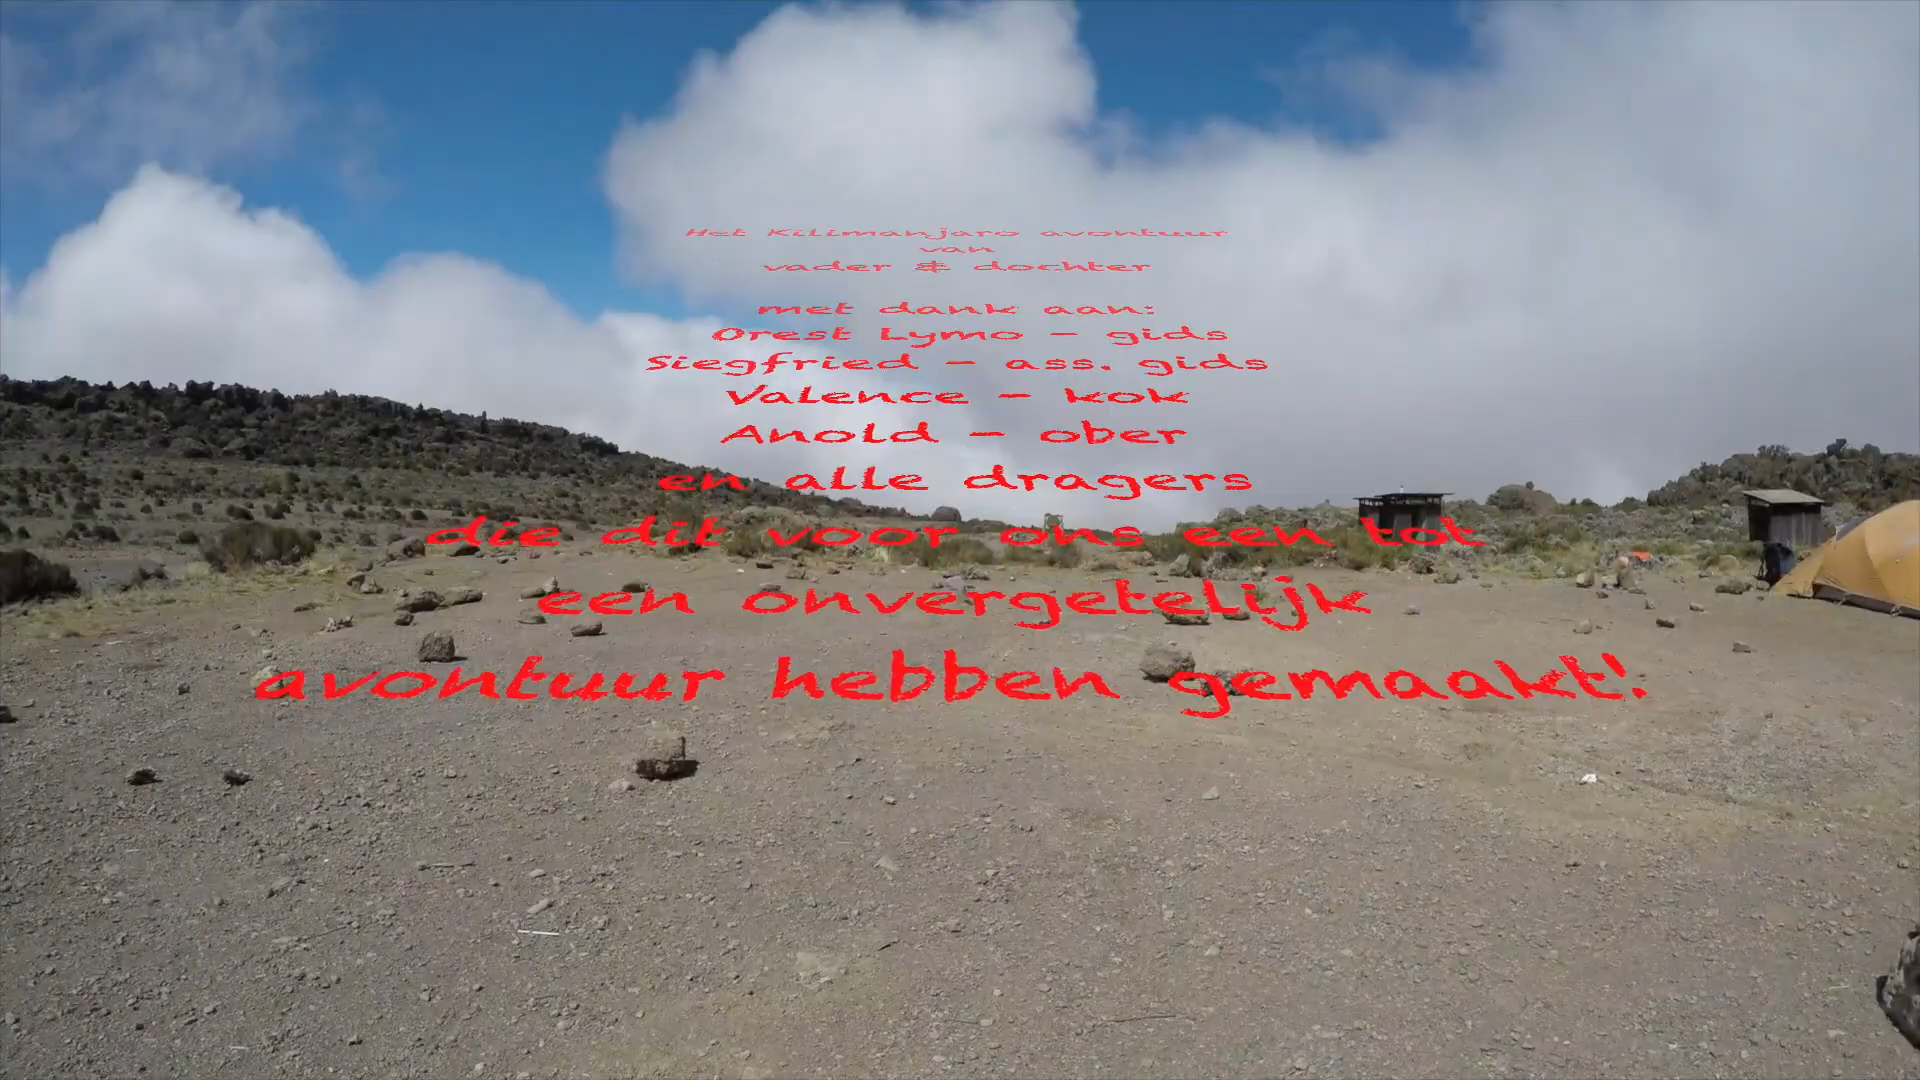 Het Kilimanjaro avontuur
van
vader & dochter
met dank aan:
Orest Lymo - gids
Siegfried - ass. gids
Valence - kok
Anold - ober
en alle dragers
die dit voor ons een tot
een onvergetelijk
avontuur hebben gemaakt!